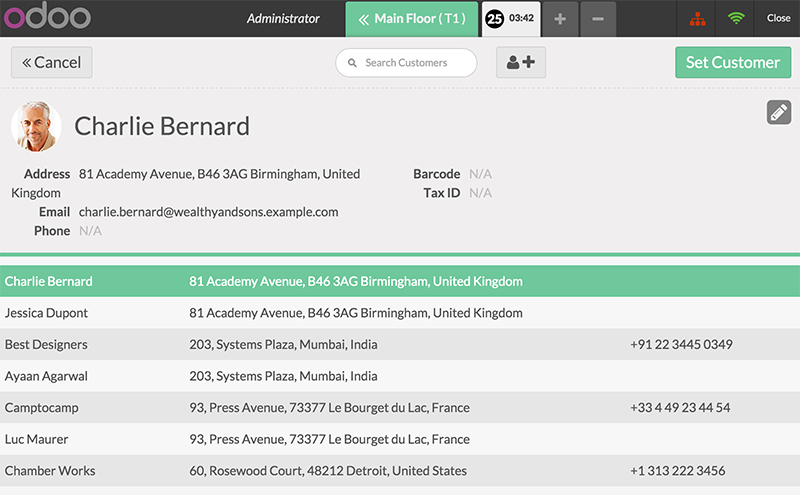 odoo Administrator Main Floor ( T1 ) 25 03:42 + − Close
Cancel Search Customers Set Customer
Charlie Bernard
Address 81 Academy Avenue, B46 3AG Birmingham, United Barcode N/A
Kingdom Tax ID N/A
Email charlie.bernard@wealthyandsons.example.com
Phone N/A
Charlie Bernard 81 Academy Avenue, B46 3AG Birmingham, United Kingdom
Jessica Dupont 81 Academy Avenue, B46 3AG Birmingham, United Kingdom
Best Designers 203, Systems Plaza, Mumbai, India +91 22 3445 0349
Ayaan Agarwal 203, Systems Plaza, Mumbai, India
Camptocamp 93, Press Avenue, 73377 Le Bourget du Lac, France +33 4 49 23 44 54
Luc Maurer 93, Press Avenue, 73377 Le Bourget du Lac, France
Chamber Works 60, Rosewood Court, 48212 Detroit, United States +1 313 222 3456